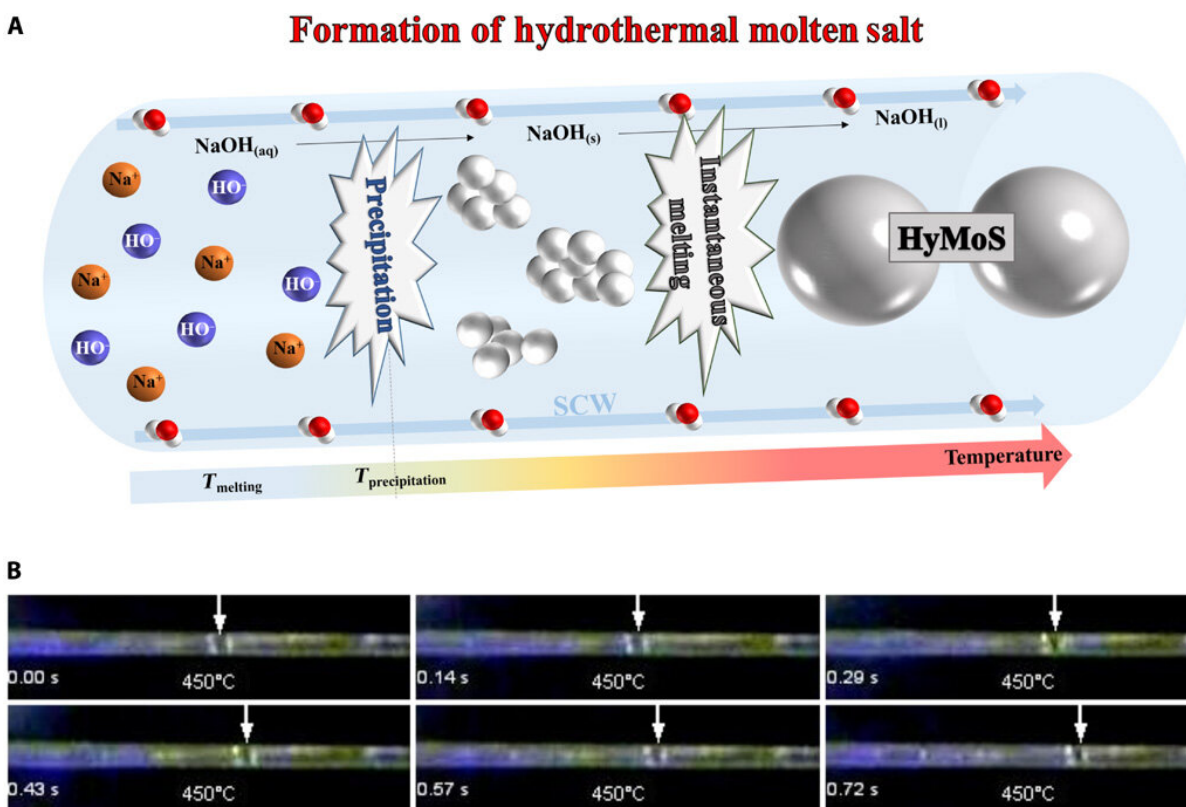 A
Formation of hydrothermal molten salt
NaOH(aq)
NaOH(s)
NaOH(l)
Na⁺
HO⁻
HO⁻
Na⁺
Na⁺
HO⁻
HO⁻
HO⁻
Na⁺
Na⁺
Precipitation
Instantaneous
melting
HyMoS
SCW
Tmelting
Tprecipitation
Temperature
B
0.00 s
450°C
0.14 s
450°C
0.29 s
450°C
0.43 s
450°C
0.57 s
450°C
0.72 s
450°C